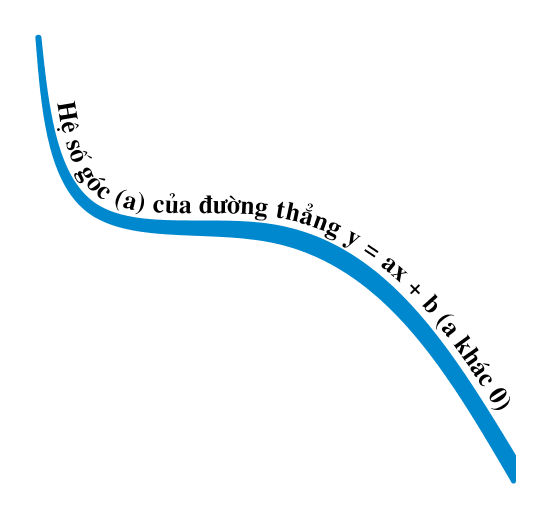 Hệ số góc (a) của đường thẳng y = ax + b (a khác 0)